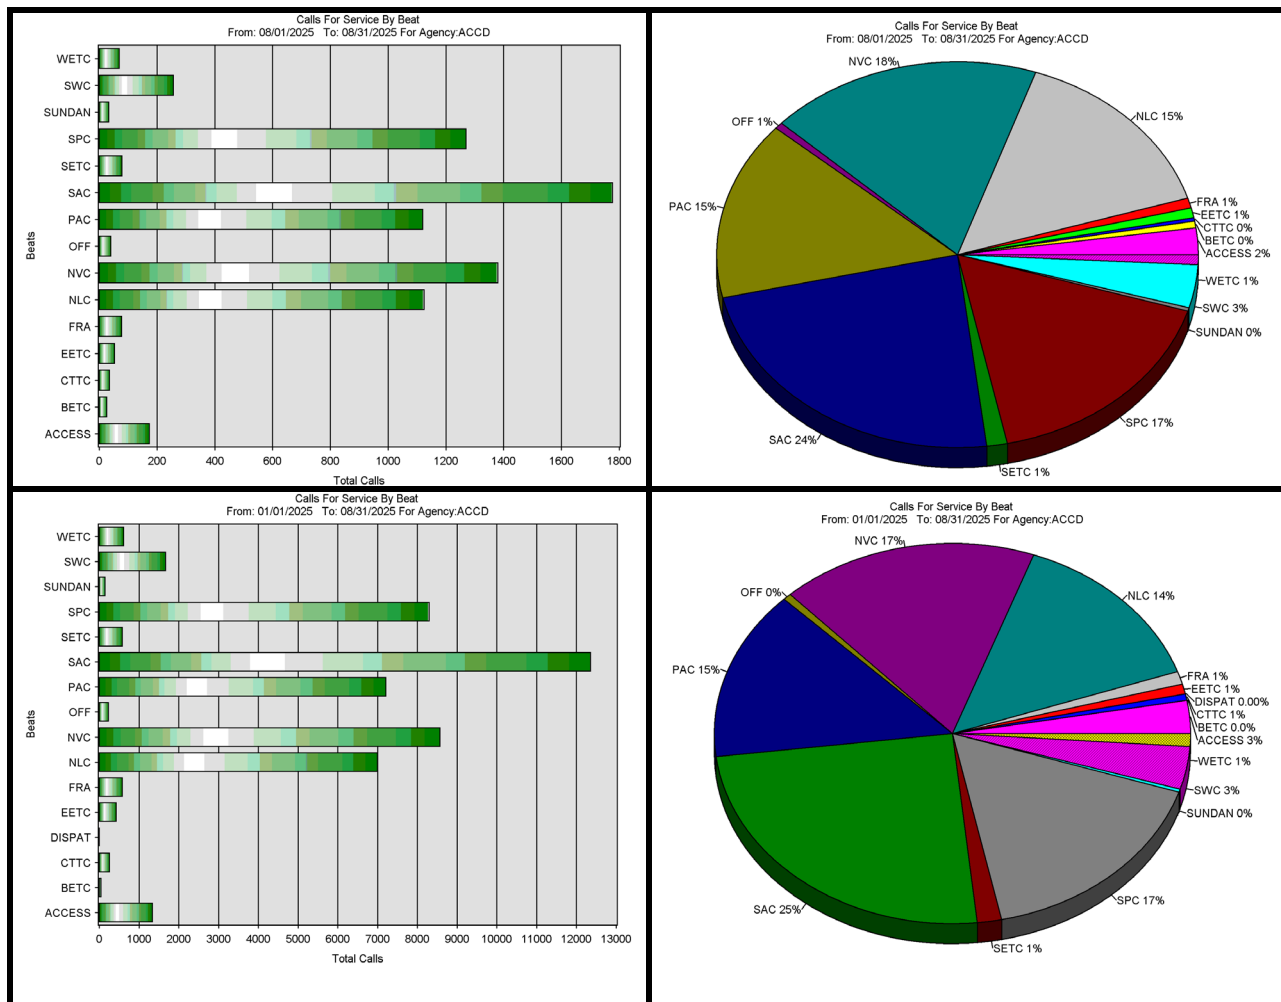 Calls For Service By Beat
From: 08/01/2025   To: 08/31/2025 For Agency:ACCD
Beats
WETC
SWC
SUNDAN
SPC
SETC
SAC
PAC
OFF
NVC
NLC
FRA
EETC
CTTC
BETC
ACCESS
0 200 400 600 800 1000 1200 1400 1600 1800
Total Calls
Calls For Service By Beat
From: 08/01/2025   To: 08/31/2025 For Agency:ACCD
NVC 18%
NLC 15%
OFF 1%
PAC 15%
FRA 1%
EETC 1%
CTTC 0%
BETC 0%
ACCESS 2%
WETC 1%
SWC 3%
SUNDAN 0%
SPC 17%
SAC 24%
SETC 1%
Calls For Service By Beat
From: 01/01/2025   To: 08/31/2025 For Agency:ACCD
Beats
WETC
SWC
SUNDAN
SPC
SETC
SAC
PAC
OFF
NVC
NLC
FRA
EETC
DISPAT
CTTC
BETC
ACCESS
0 1000 2000 3000 4000 5000 6000 7000 8000 9000 10000 11000 12000 13000
Total Calls
Calls For Service By Beat
From: 01/01/2025   To: 08/31/2025 For Agency:ACCD
NVC 17%
OFF 0%
NLC 14%
PAC 15%
FRA 1%
EETC 1%
DISPAT 0.00%
CTTC 1%
BETC 0.0%
ACCESS 3%
WETC 1%
SWC 3%
SUNDAN 0%
SPC 17%
SAC 25%
SETC 1%